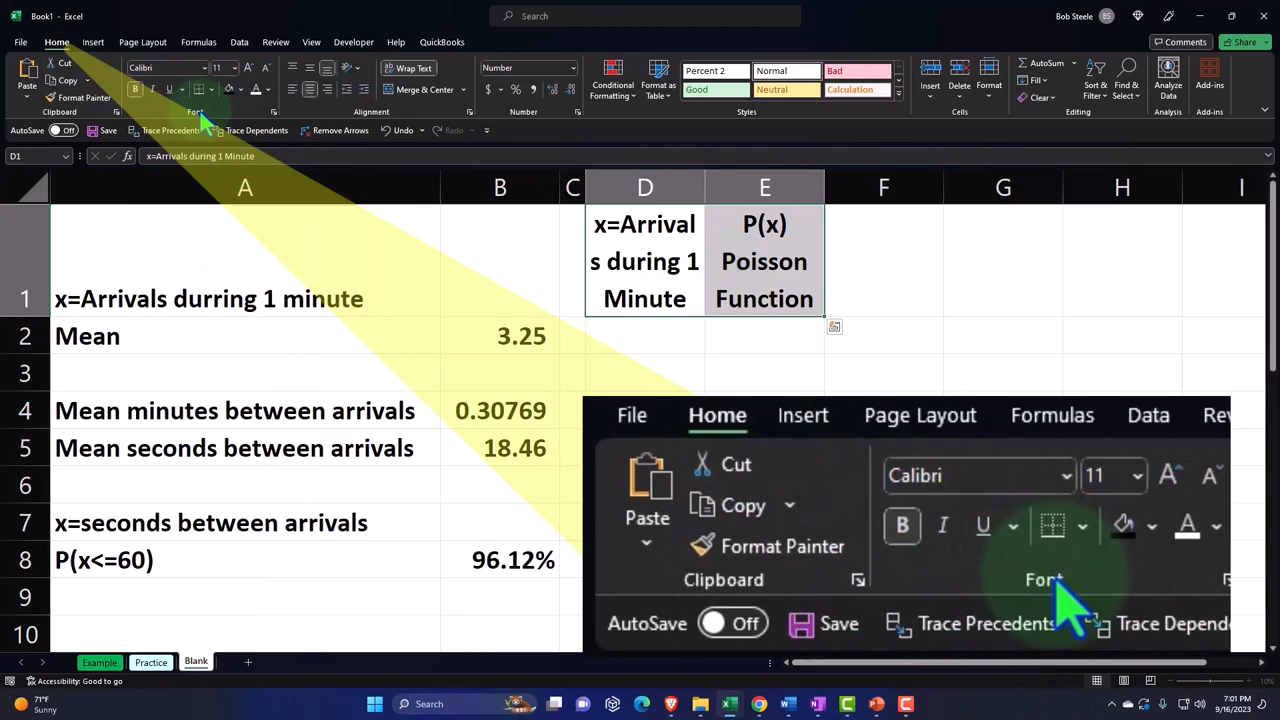 Book1 - Excel
Search
Bob Steele
BS
File Home Insert Page Layout Formulas Data Review View Developer Help QuickBooks
Comments
Share
Paste
Cut
Copy
Format Painter
Clipboard
Calibri
11
B I U
Font
Wrap Text
Merge & Center
Alignment
Number
Number
Conditional Formatting
Format as Table
Percent 2
Normal
Bad
Good
Neutral
Calculation
Styles
Insert
Delete
Format
Cells
AutoSum
Fill
Clear
Sort & Filter
Find & Select
Editing
Analyze Data
Analysis
Add-ins
Add-ins
AutoSave Off Save Trace Precedents Trace Dependents Remove Arrows Undo Redo
D1
x=Arrivals during 1 Minute
A B C D E F G H I
x=Arrival
s during 1
Minute
P(x)
Poisson
Function
1 x=Arrivals durring 1 minute
2 Mean 3.25
3
4 Mean minutes between arrivals 0.30769
5 Mean seconds between arrivals 18.46
6
7 x=seconds between arrivals
8 P(x<=60) 96.12%
9
10
File Home Insert Page Layout Formulas Data Rev
Paste
Cut
Copy
Format Painter
Clipboard
Calibri
11
B I U
Font
AutoSave Off Save Trace Precedents Trace Depende
Example Practice Blank
Accessibility: Good to go
10%
71°F
Sunny
Search
7:01 PM
9/16/2023